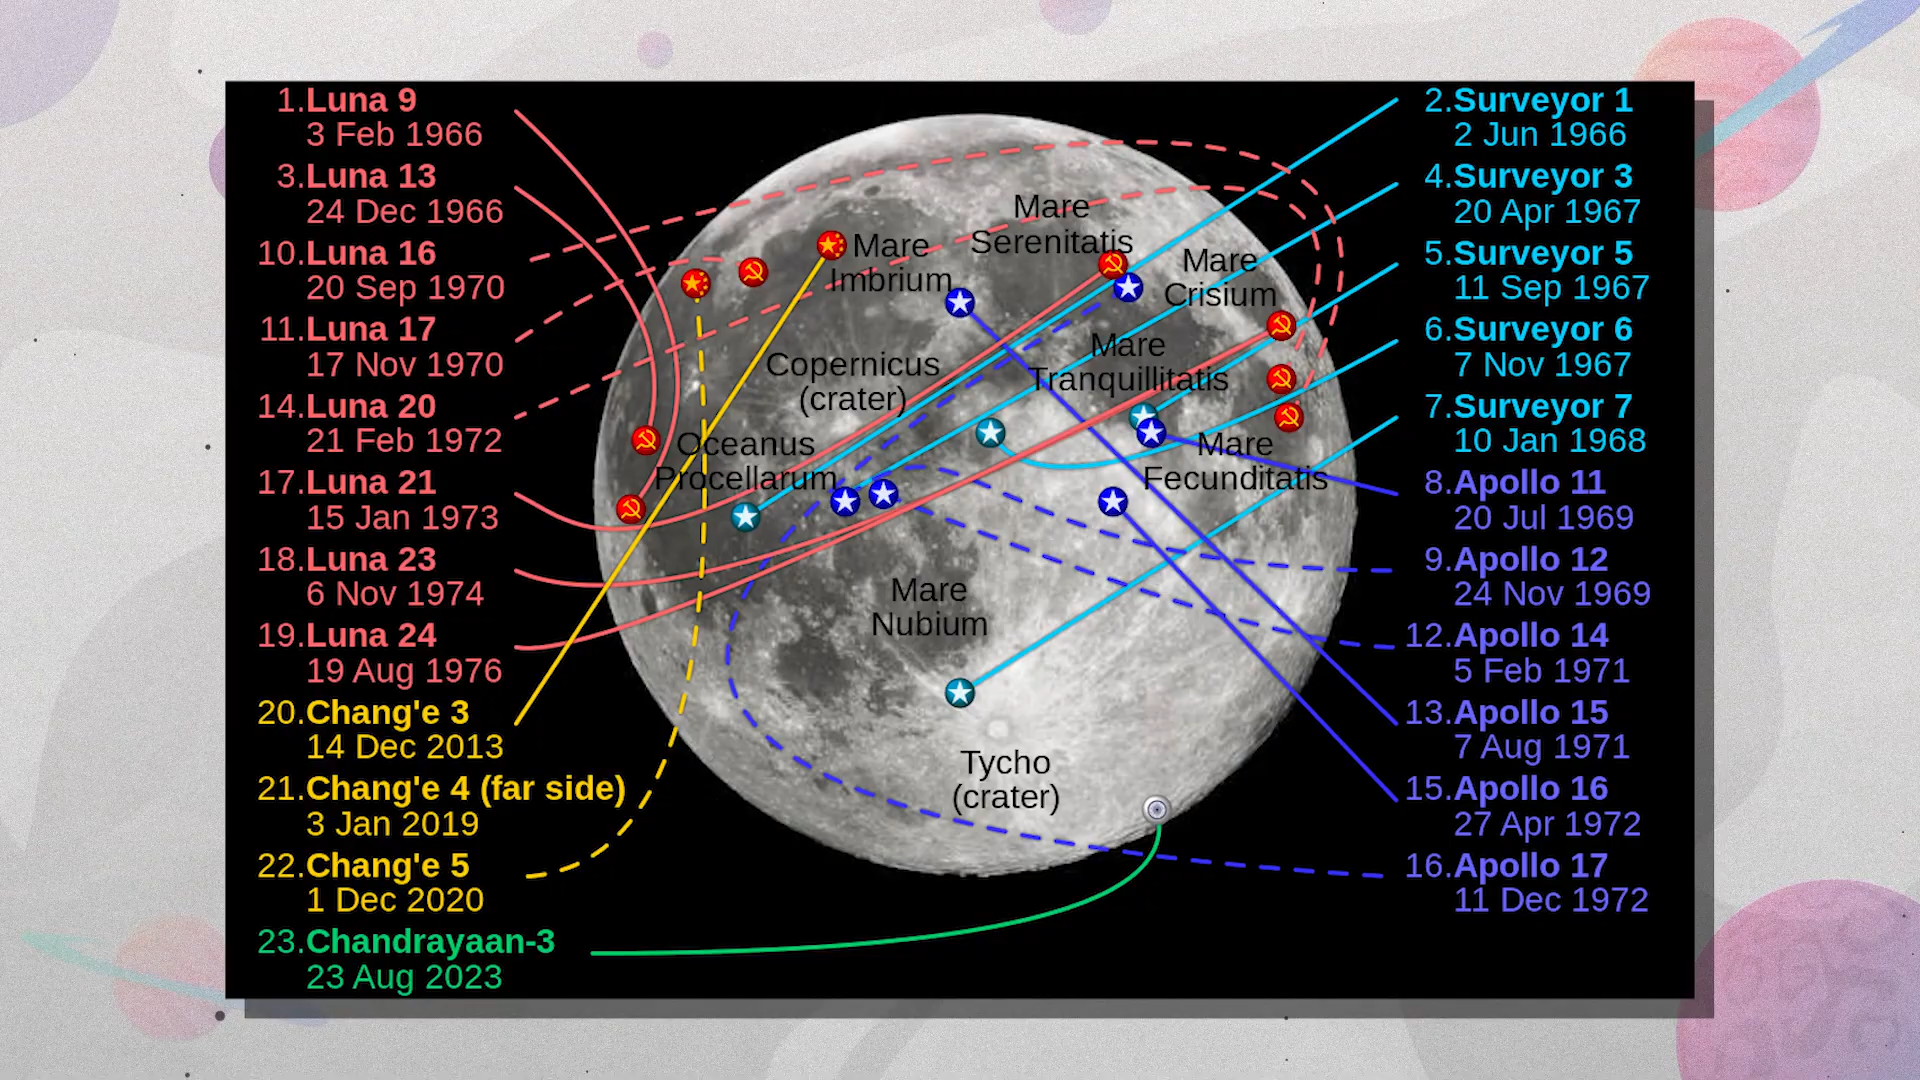 1.Luna 9
3 Feb 1966
3.Luna 13
24 Dec 1966
10.Luna 16
20 Sep 1970
11.Luna 17
17 Nov 1970
14.Luna 20
21 Feb 1972
17.Luna 21
15 Jan 1973
18.Luna 23
6 Nov 1974
19.Luna 24
19 Aug 1976
20.Chang'e 3
14 Dec 2013
21.Chang'e 4 (far side)
3 Jan 2019
22.Chang'e 5
1 Dec 2020
23.Chandrayaan-3
23 Aug 2023
Mare
Serenitatis
Mare
Imbrium
Mare
Crisium
Mare
Tranquillitatis
Copernicus
(crater)
Oceanus
Procellarum
Mare
Fecunditatis
Mare
Nubium
Tycho
(crater)
2.Surveyor 1
2 Jun 1966
4.Surveyor 3
20 Apr 1967
5.Surveyor 5
11 Sep 1967
6.Surveyor 6
7 Nov 1967
7.Surveyor 7
10 Jan 1968
8.Apollo 11
20 Jul 1969
9.Apollo 12
24 Nov 1969
12.Apollo 14
5 Feb 1971
13.Apollo 15
7 Aug 1971
15.Apollo 16
27 Apr 1972
16.Apollo 17
11 Dec 1972